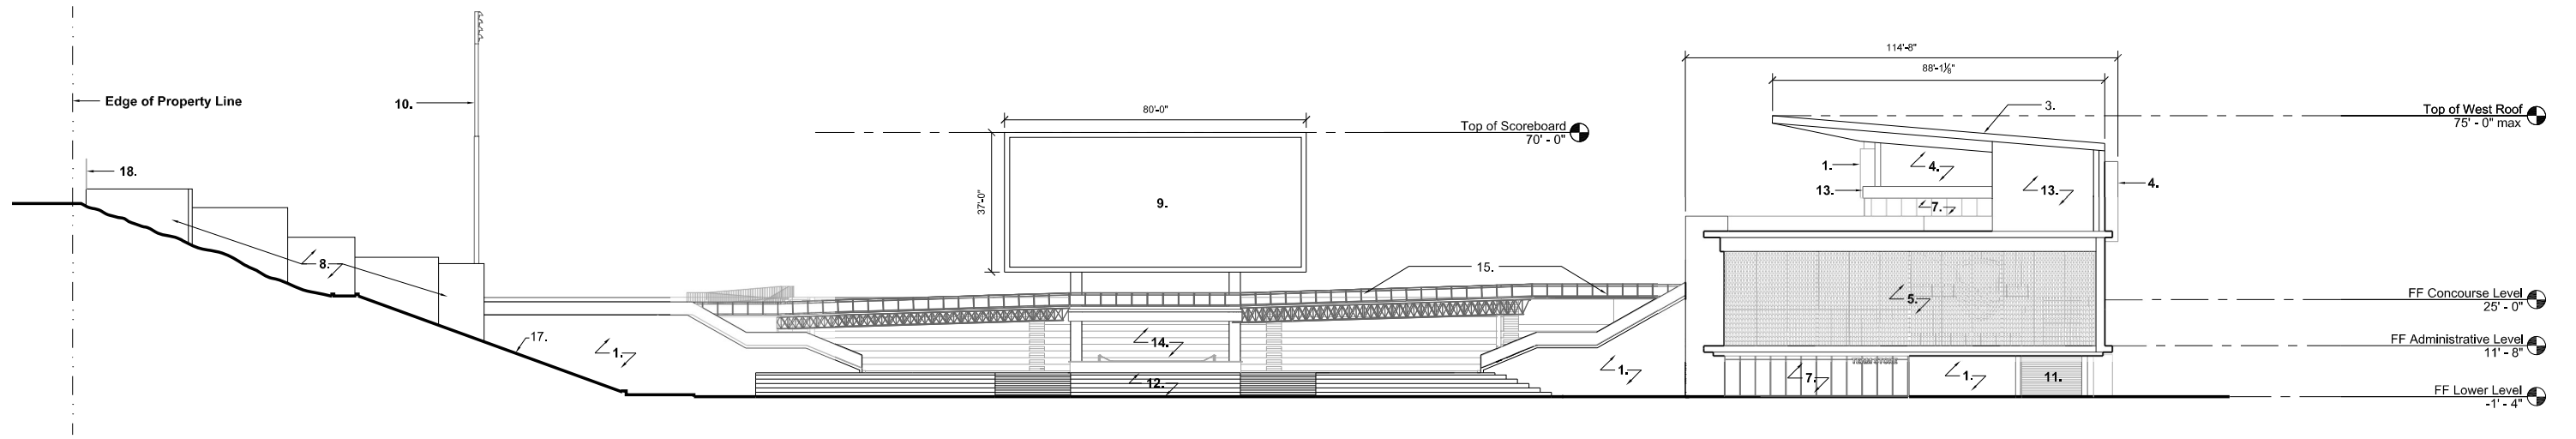 114'-8"
88'-1⅛"
Edge of Property Line
10.
80'-0"
3.
Top of West Roof
75' - 0" max
Top of Scoreboard
70' - 0"
18.
1.
4.
13.
13.
4.
37'-0"
9.
7.
8.
15.
5.
FF Concourse Level
25' - 0"
17.
1.
14.
FF Administrative Level
11' - 8"
12.
1.
7.
1.
11.
FF Lower Level
-1' - 4"